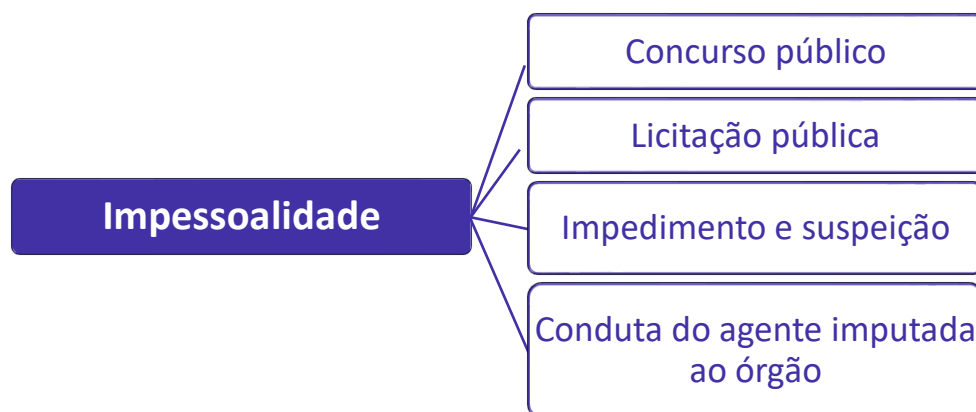 Impessoalidade
Concurso público
Licitação pública
Impedimento e suspeição
Conduta do agente imputada
ao órgão